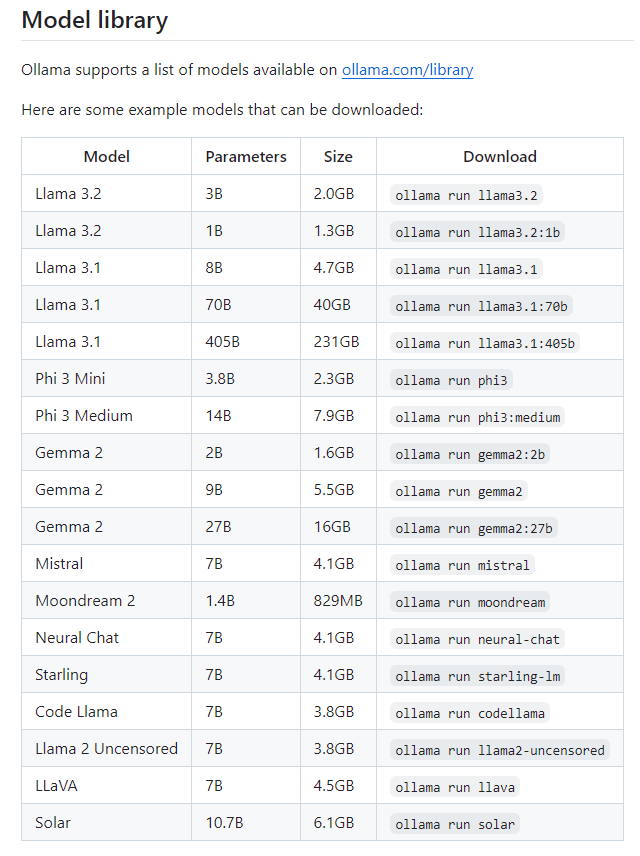 Model library
Ollama supports a list of models available on ollama.com/library
Here are some example models that can be downloaded:
Model Parameters Size Download
Llama 3.2 3B 2.0GB ollama run llama3.2
Llama 3.2 1B 1.3GB ollama run llama3.2:1b
Llama 3.1 8B 4.7GB ollama run llama3.1
Llama 3.1 70B 40GB ollama run llama3.1:70b
Llama 3.1 405B 231GB ollama run llama3.1:405b
Phi 3 Mini 3.8B 2.3GB ollama run phi3
Phi 3 Medium 14B 7.9GB ollama run phi3:medium
Gemma 2 2B 1.6GB ollama run gemma2:2b
Gemma 2 9B 5.5GB ollama run gemma2
Gemma 2 27B 16GB ollama run gemma2:27b
Mistral 7B 4.1GB ollama run mistral
Moondream 2 1.4B 829MB ollama run moondream
Neural Chat 7B 4.1GB ollama run neural-chat
Starling 7B 4.1GB ollama run starling-lm
Code Llama 7B 3.8GB ollama run codellama
Llama 2 Uncensored 7B 3.8GB ollama run llama2-uncensored
LLaVA 7B 4.5GB ollama run llava
Solar 10.7B 6.1GB ollama run solar